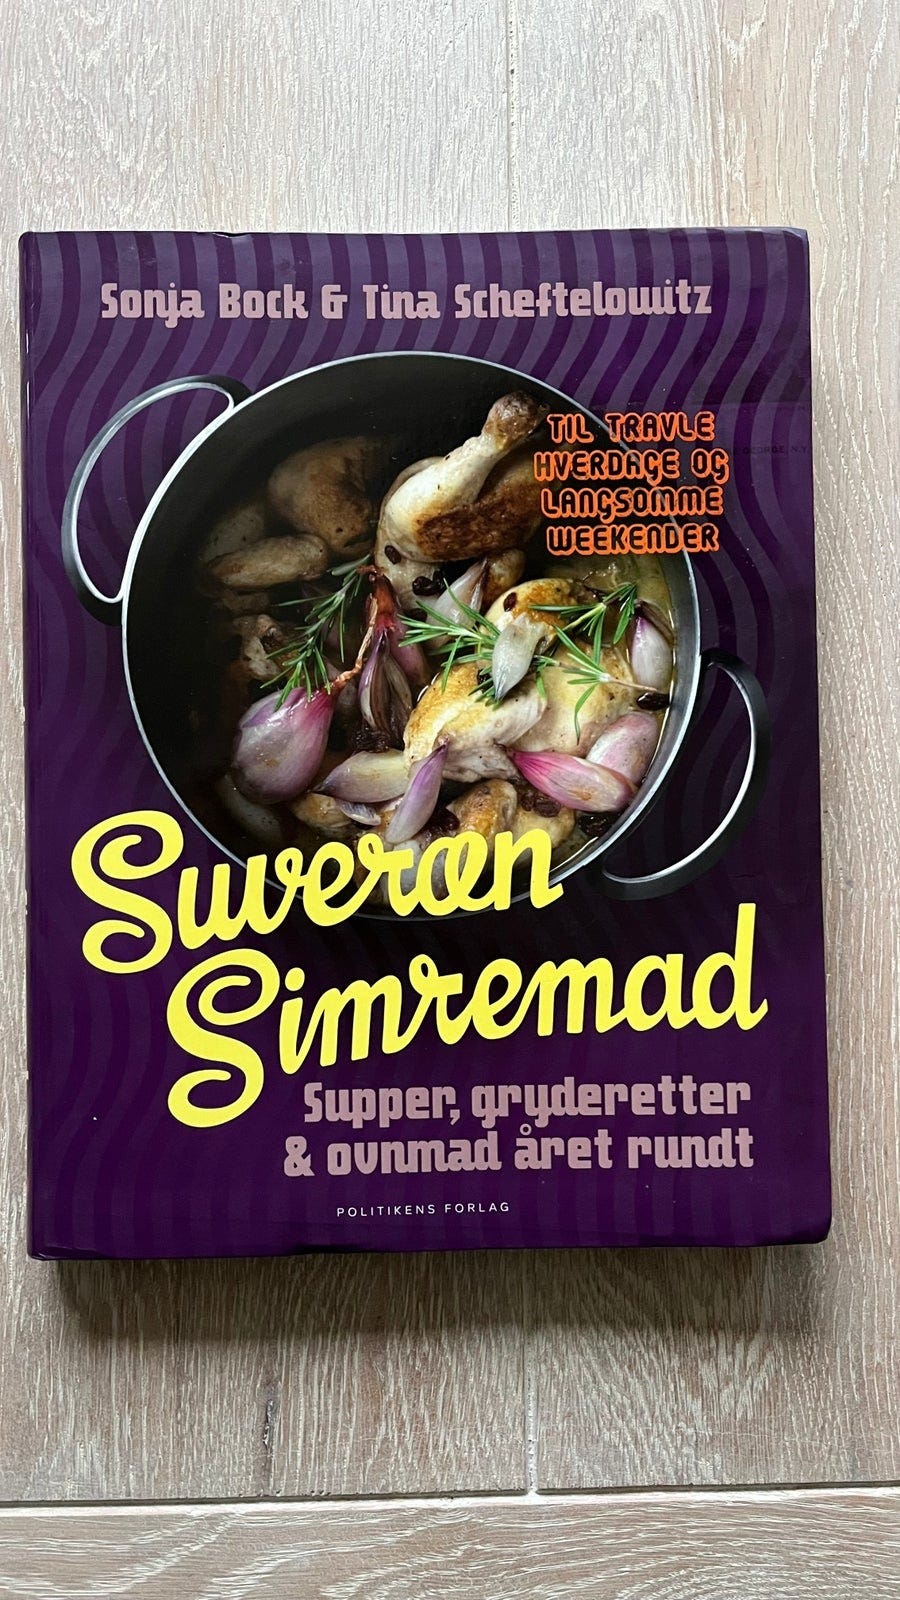 Sonja Bock & Tina Scheftelowitz
TIL TRAVLE
HVERDAGE OG
LANGSOMME
WEEKENDER
Suveræn
Simremad
Supper, gryderetter
& ovnmad året rundt
POLITIKENS FORLAG